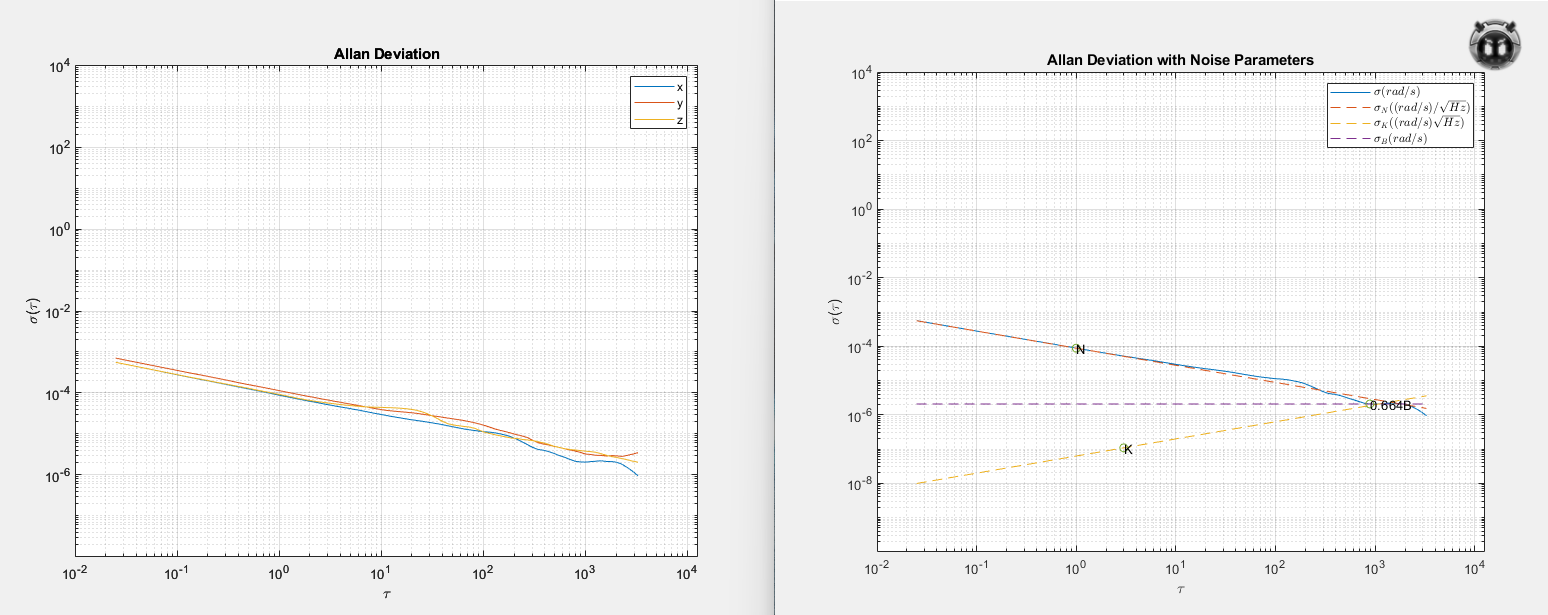 Allan Deviation
σ(τ)
10^4
10^2
10^0
10^-2
10^-4
10^-6
x
y
z
10^-2 10^-1 10^0 10^1 10^2 10^3 10^4
τ
Allan Deviation with Noise Parameters
σ(τ)
10^4
10^2
10^0
10^-2
10^-4
10^-6
10^-8
σ(rad/s)
σ_N((rad/s)/√Hz)
σ_K((rad/s)√Hz)
σ_B(rad/s)
N
0.664B
K
10^-2 10^-1 10^0 10^1 10^2 10^3 10^4
τ